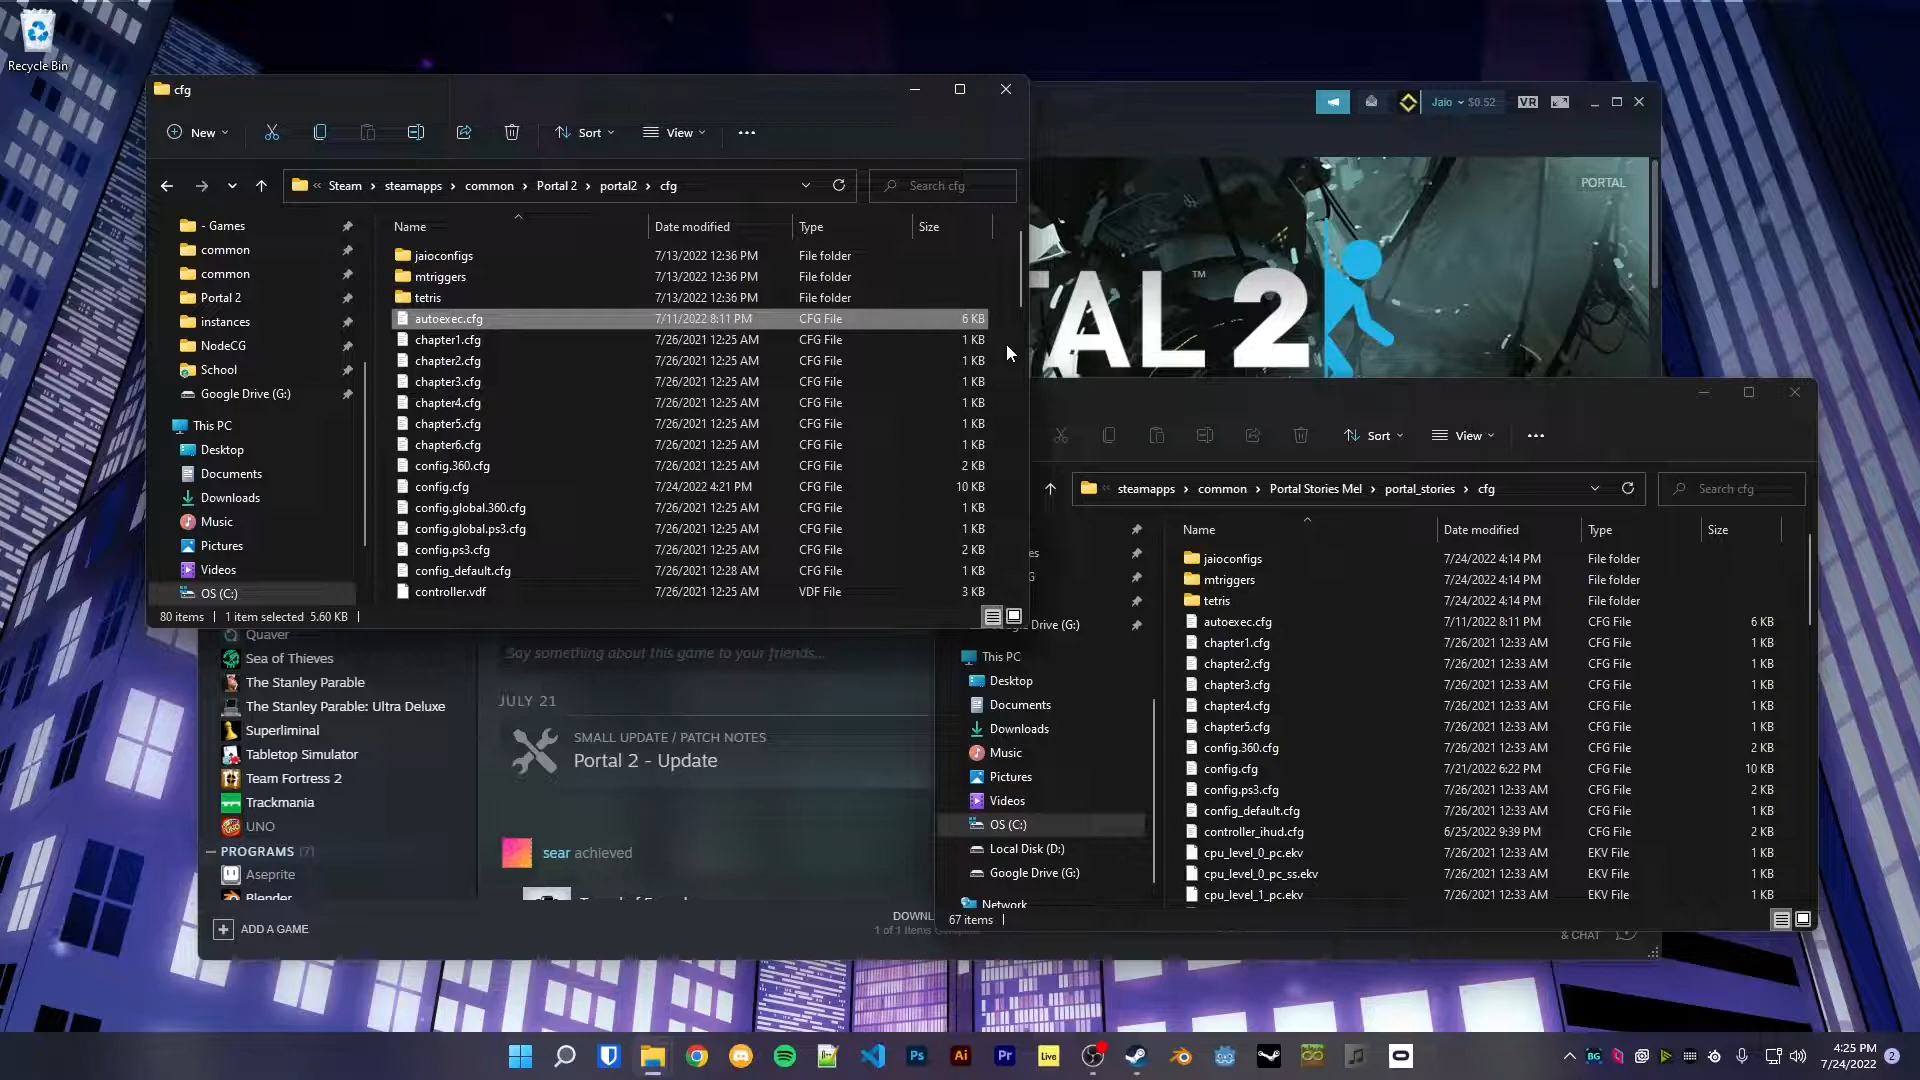 Recycle Bin
cfg
New
Sort
View
Steam
steamapps
common
Portal 2
portal2
cfg
Search cfg
- Games
common
common
Portal 2
instances
NodeCG
School
Google Drive (G:)
This PC
Desktop
Documents
Downloads
Music
Pictures
Videos
OS (C:)
Name Date modified Type Size
jaioconfigs 7/13/2022 12:36 PM File folder
mtriggers 7/13/2022 12:36 PM File folder
tetris 7/13/2022 12:36 PM File folder
autoexec.cfg 7/11/2022 8:11 PM CFG File 6 KB
chapter1.cfg 7/26/2021 12:25 AM CFG File 1 KB
chapter2.cfg 7/26/2021 12:25 AM CFG File 1 KB
chapter3.cfg 7/26/2021 12:25 AM CFG File 1 KB
chapter4.cfg 7/26/2021 12:25 AM CFG File 1 KB
chapter5.cfg 7/26/2021 12:25 AM CFG File 1 KB
chapter6.cfg 7/26/2021 12:25 AM CFG File 1 KB
config.360.cfg 7/26/2021 12:25 AM CFG File 2 KB
config.cfg 7/24/2022 4:21 PM CFG File 10 KB
config.global.360.cfg 7/26/2021 12:25 AM CFG File 1 KB
config.global.ps3.cfg 7/26/2021 12:25 AM CFG File 1 KB
config.ps3.cfg 7/26/2021 12:25 AM CFG File 2 KB
config_default.cfg 7/26/2021 12:28 AM CFG File 1 KB
controller.vdf 7/26/2021 12:25 AM VDF File 3 KB
80 items 1 item selected 5.60 KB
Jaio $0.52 VR
PORTAL
TAL 2
™
Sort
View
steamapps
common
Portal Stories Mel
portal_stories
cfg
Search cfg
Drive (G:)
This PC
Desktop
Documents
Downloads
Music
Pictures
Videos
OS (C:)
Local Disk (D:)
Google Drive (G:)
Network
Name Date modified Type Size
jaioconfigs 7/24/2022 4:14 PM File folder
mtriggers 7/24/2022 4:14 PM File folder
tetris 7/24/2022 4:14 PM File folder
autoexec.cfg 7/11/2022 8:11 PM CFG File 6 KB
chapter1.cfg 7/26/2021 12:33 AM CFG File 1 KB
chapter2.cfg 7/26/2021 12:33 AM CFG File 1 KB
chapter3.cfg 7/26/2021 12:33 AM CFG File 1 KB
chapter4.cfg 7/26/2021 12:33 AM CFG File 1 KB
chapter5.cfg 7/26/2021 12:33 AM CFG File 1 KB
config.360.cfg 7/26/2021 12:33 AM CFG File 2 KB
config.cfg 7/21/2022 6:22 PM CFG File 10 KB
config.ps3.cfg 7/26/2021 12:33 AM CFG File 2 KB
config_default.cfg 7/26/2021 12:33 AM CFG File 1 KB
controller_ihud.cfg 6/25/2022 9:39 PM CFG File 2 KB
cpu_level_0_pc.ekv 7/26/2021 12:33 AM EKV File 1 KB
cpu_level_0_pc_ss.ekv 7/26/2021 12:33 AM EKV File 1 KB
cpu_level_1_pc.ekv 7/26/2021 12:33 AM EKV File 1 KB
67 items
Quaver
Sea of Thieves
The Stanley Parable
The Stanley Parable: Ultra Deluxe
Superliminal
Tabletop Simulator
Team Fortress 2
Trackmania
UNO
PROGRAMS (7)
Aseprite
Blender
ADD A GAME
Say something about this game to your friends...
JULY 21
SMALL UPDATE / PATCH NOTES
Portal 2 - Update
sear achieved
DOWNL
1 of 1 Items
& CHAT
Ps Ai Pr Live
BG
4:25 PM
7/24/2022
2